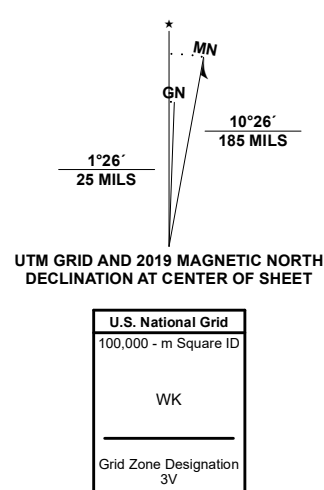 ★
MN
GN
10°26´
185 MILS
1°26´
25 MILS
UTM GRID AND 2019 MAGNETIC NORTH
DECLINATION AT CENTER OF SHEET
U.S. National Grid
100,000 - m Square ID
WK
Grid Zone Designation
3V